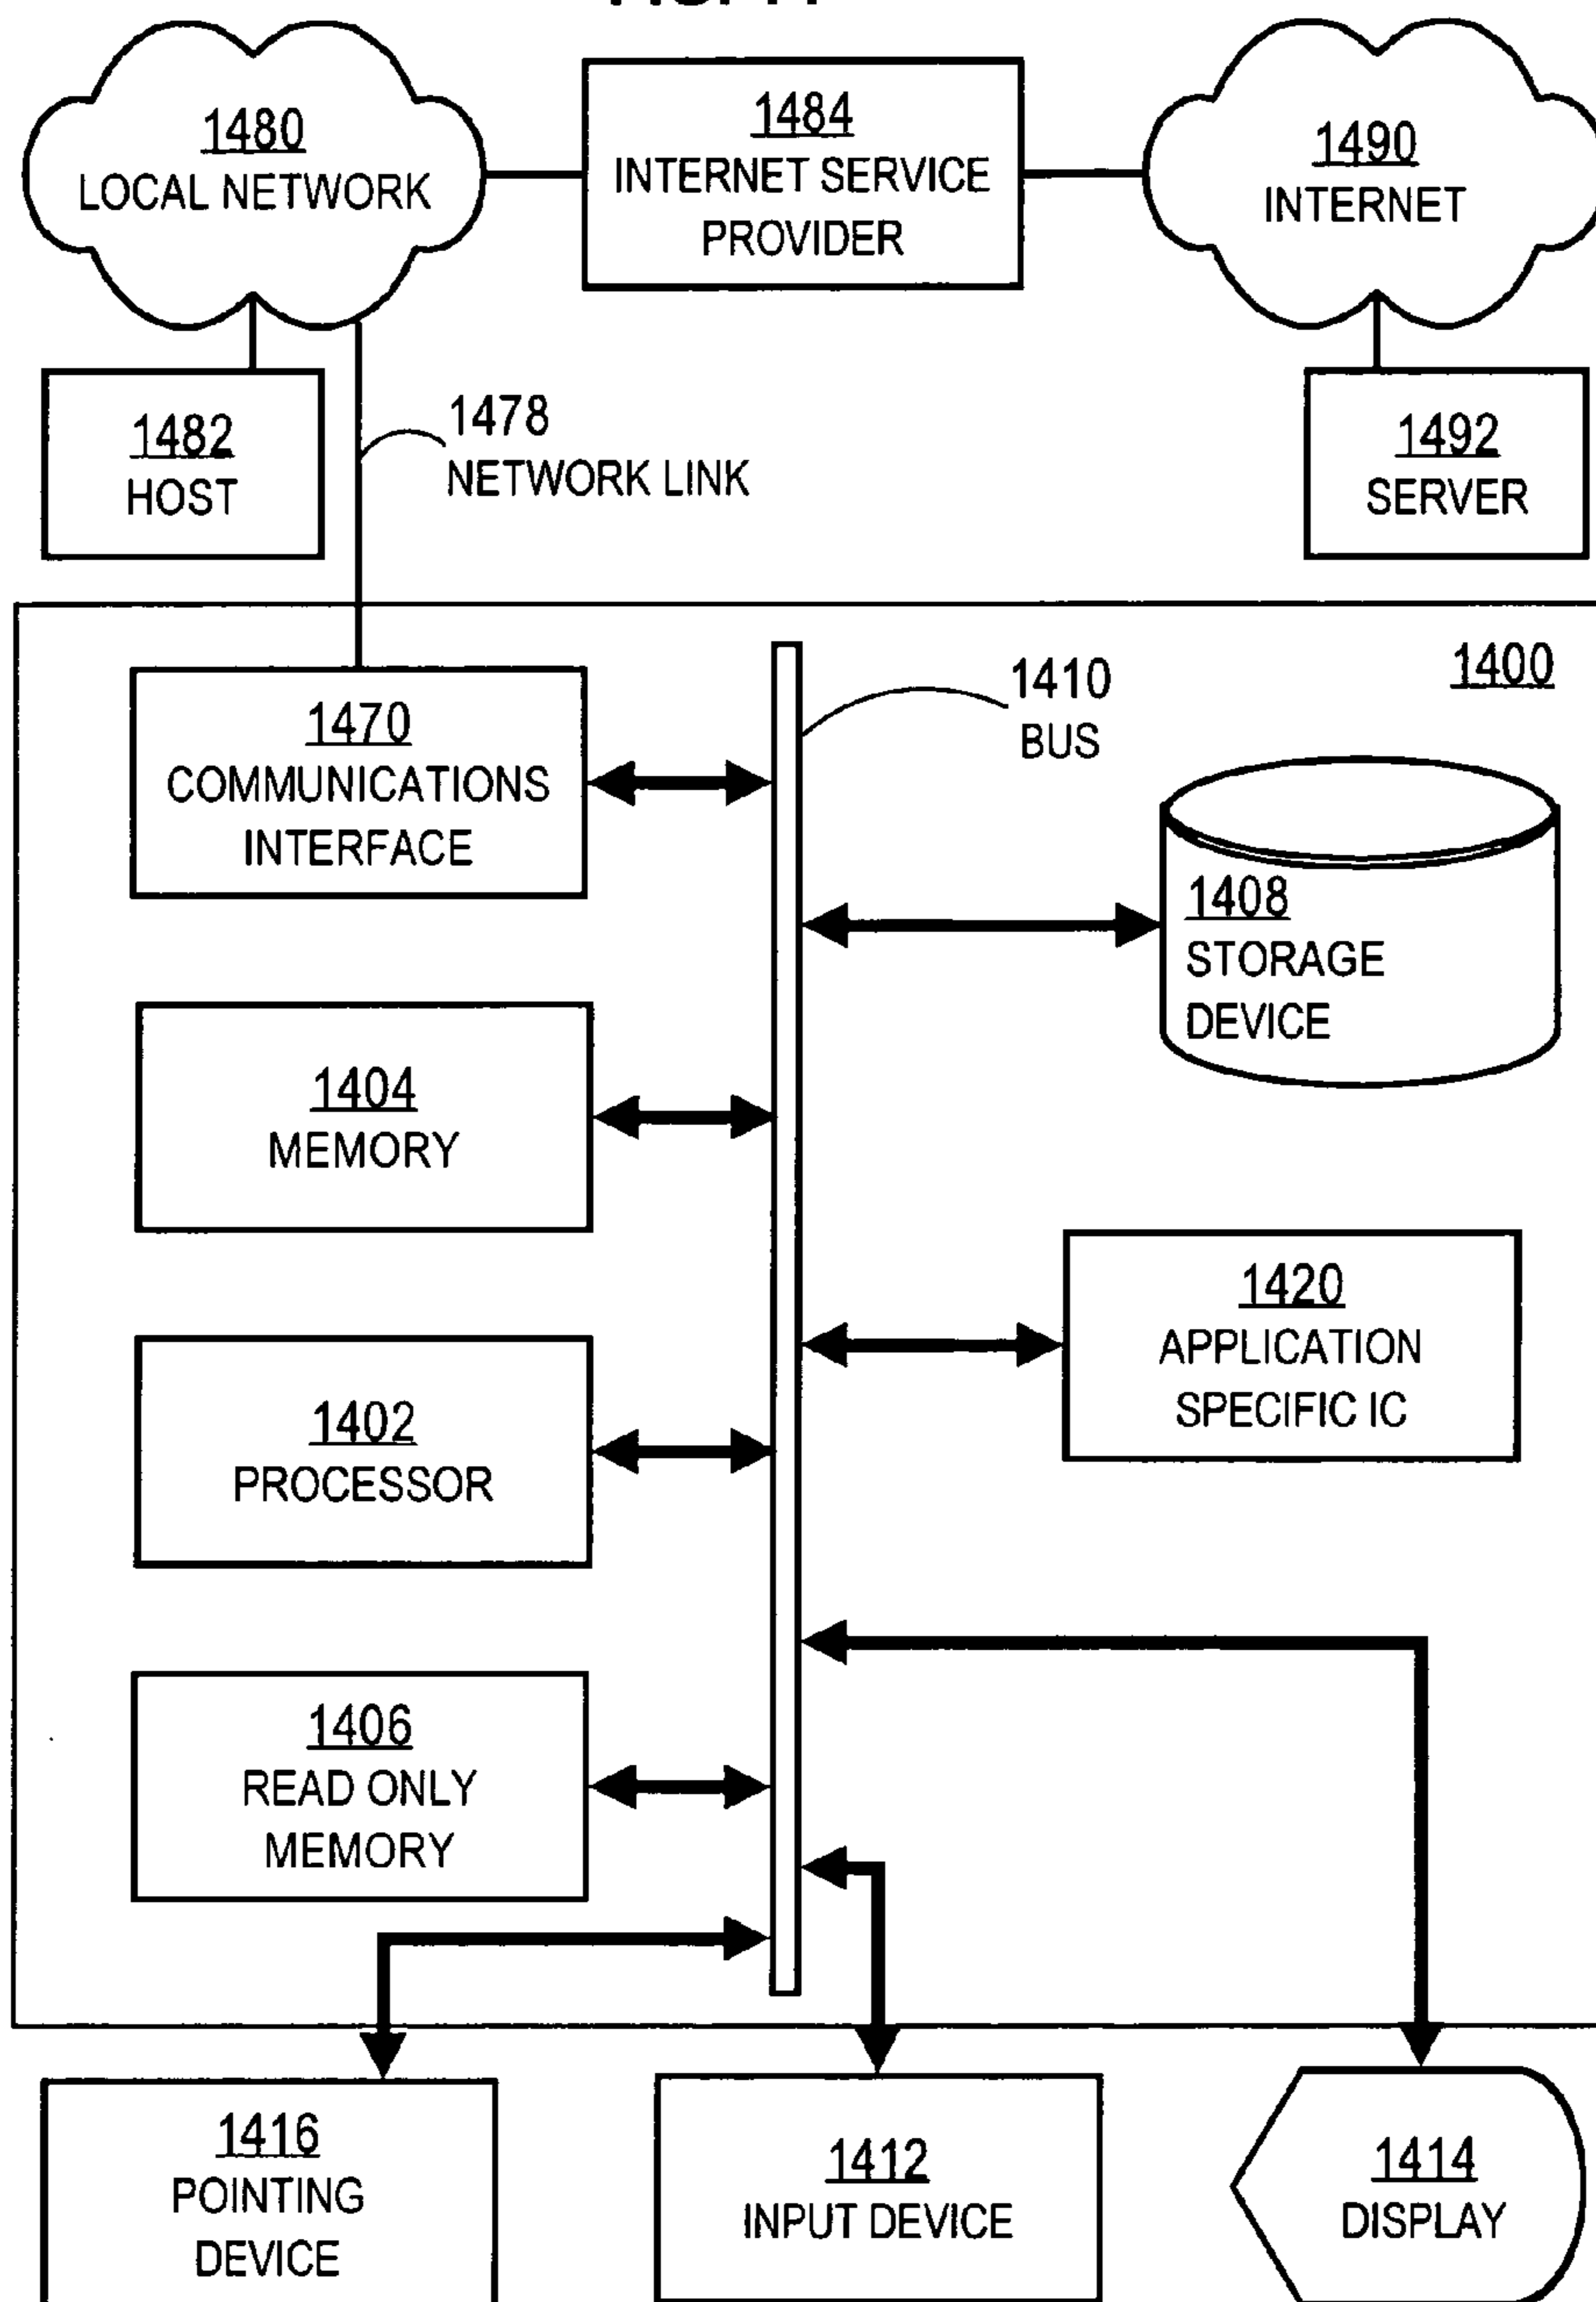 1480
LOCAL NETWORK
1484
INTERNET SERVICE
PROVIDER
1490
INTERNET
1482
HOST
1478
NETWORK LINK
1492
SERVER
1400
1470
COMMUNICATIONS
INTERFACE
1410
BUS
1408
STORAGE
DEVICE
1404
MEMORY
1420
APPLICATION
SPECIFIC IC
1402
PROCESSOR
1406
READ ONLY
MEMORY
1416
POINTING
DEVICE
1412
INPUT DEVICE
1414
DISPLAY